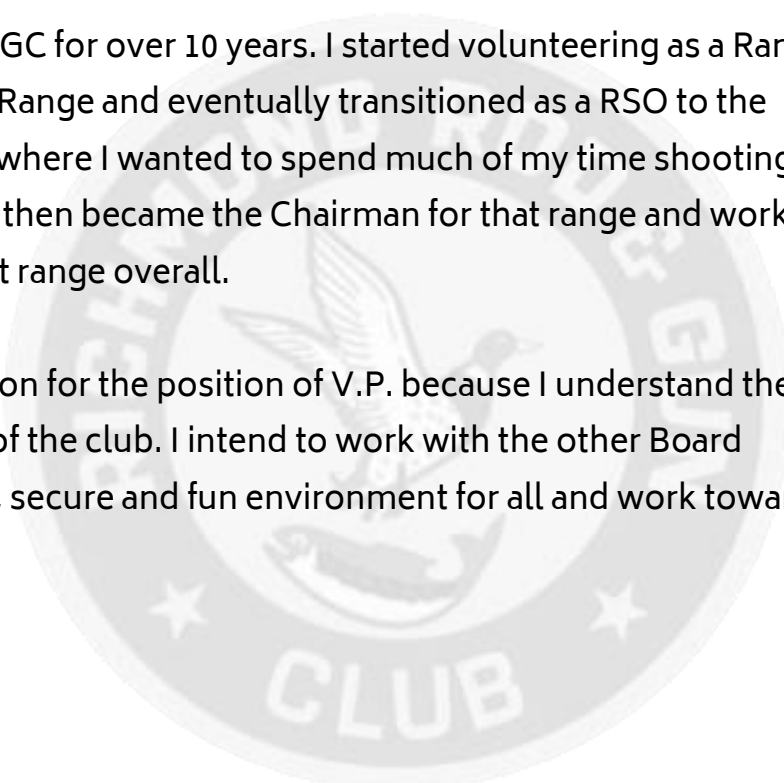 GC for over 10 years. I started volunteering as a Ran
Range and eventually transitioned as a RSO to the
where I wanted to spend much of my time shooting
then became the Chairman for that range and work
t range overall.
on for the position of V.P. because I understand the
of the club. I intend to work with the other Board
, secure and fun environment for all and work towa
RICHMOND ROD & GUN
CLUB